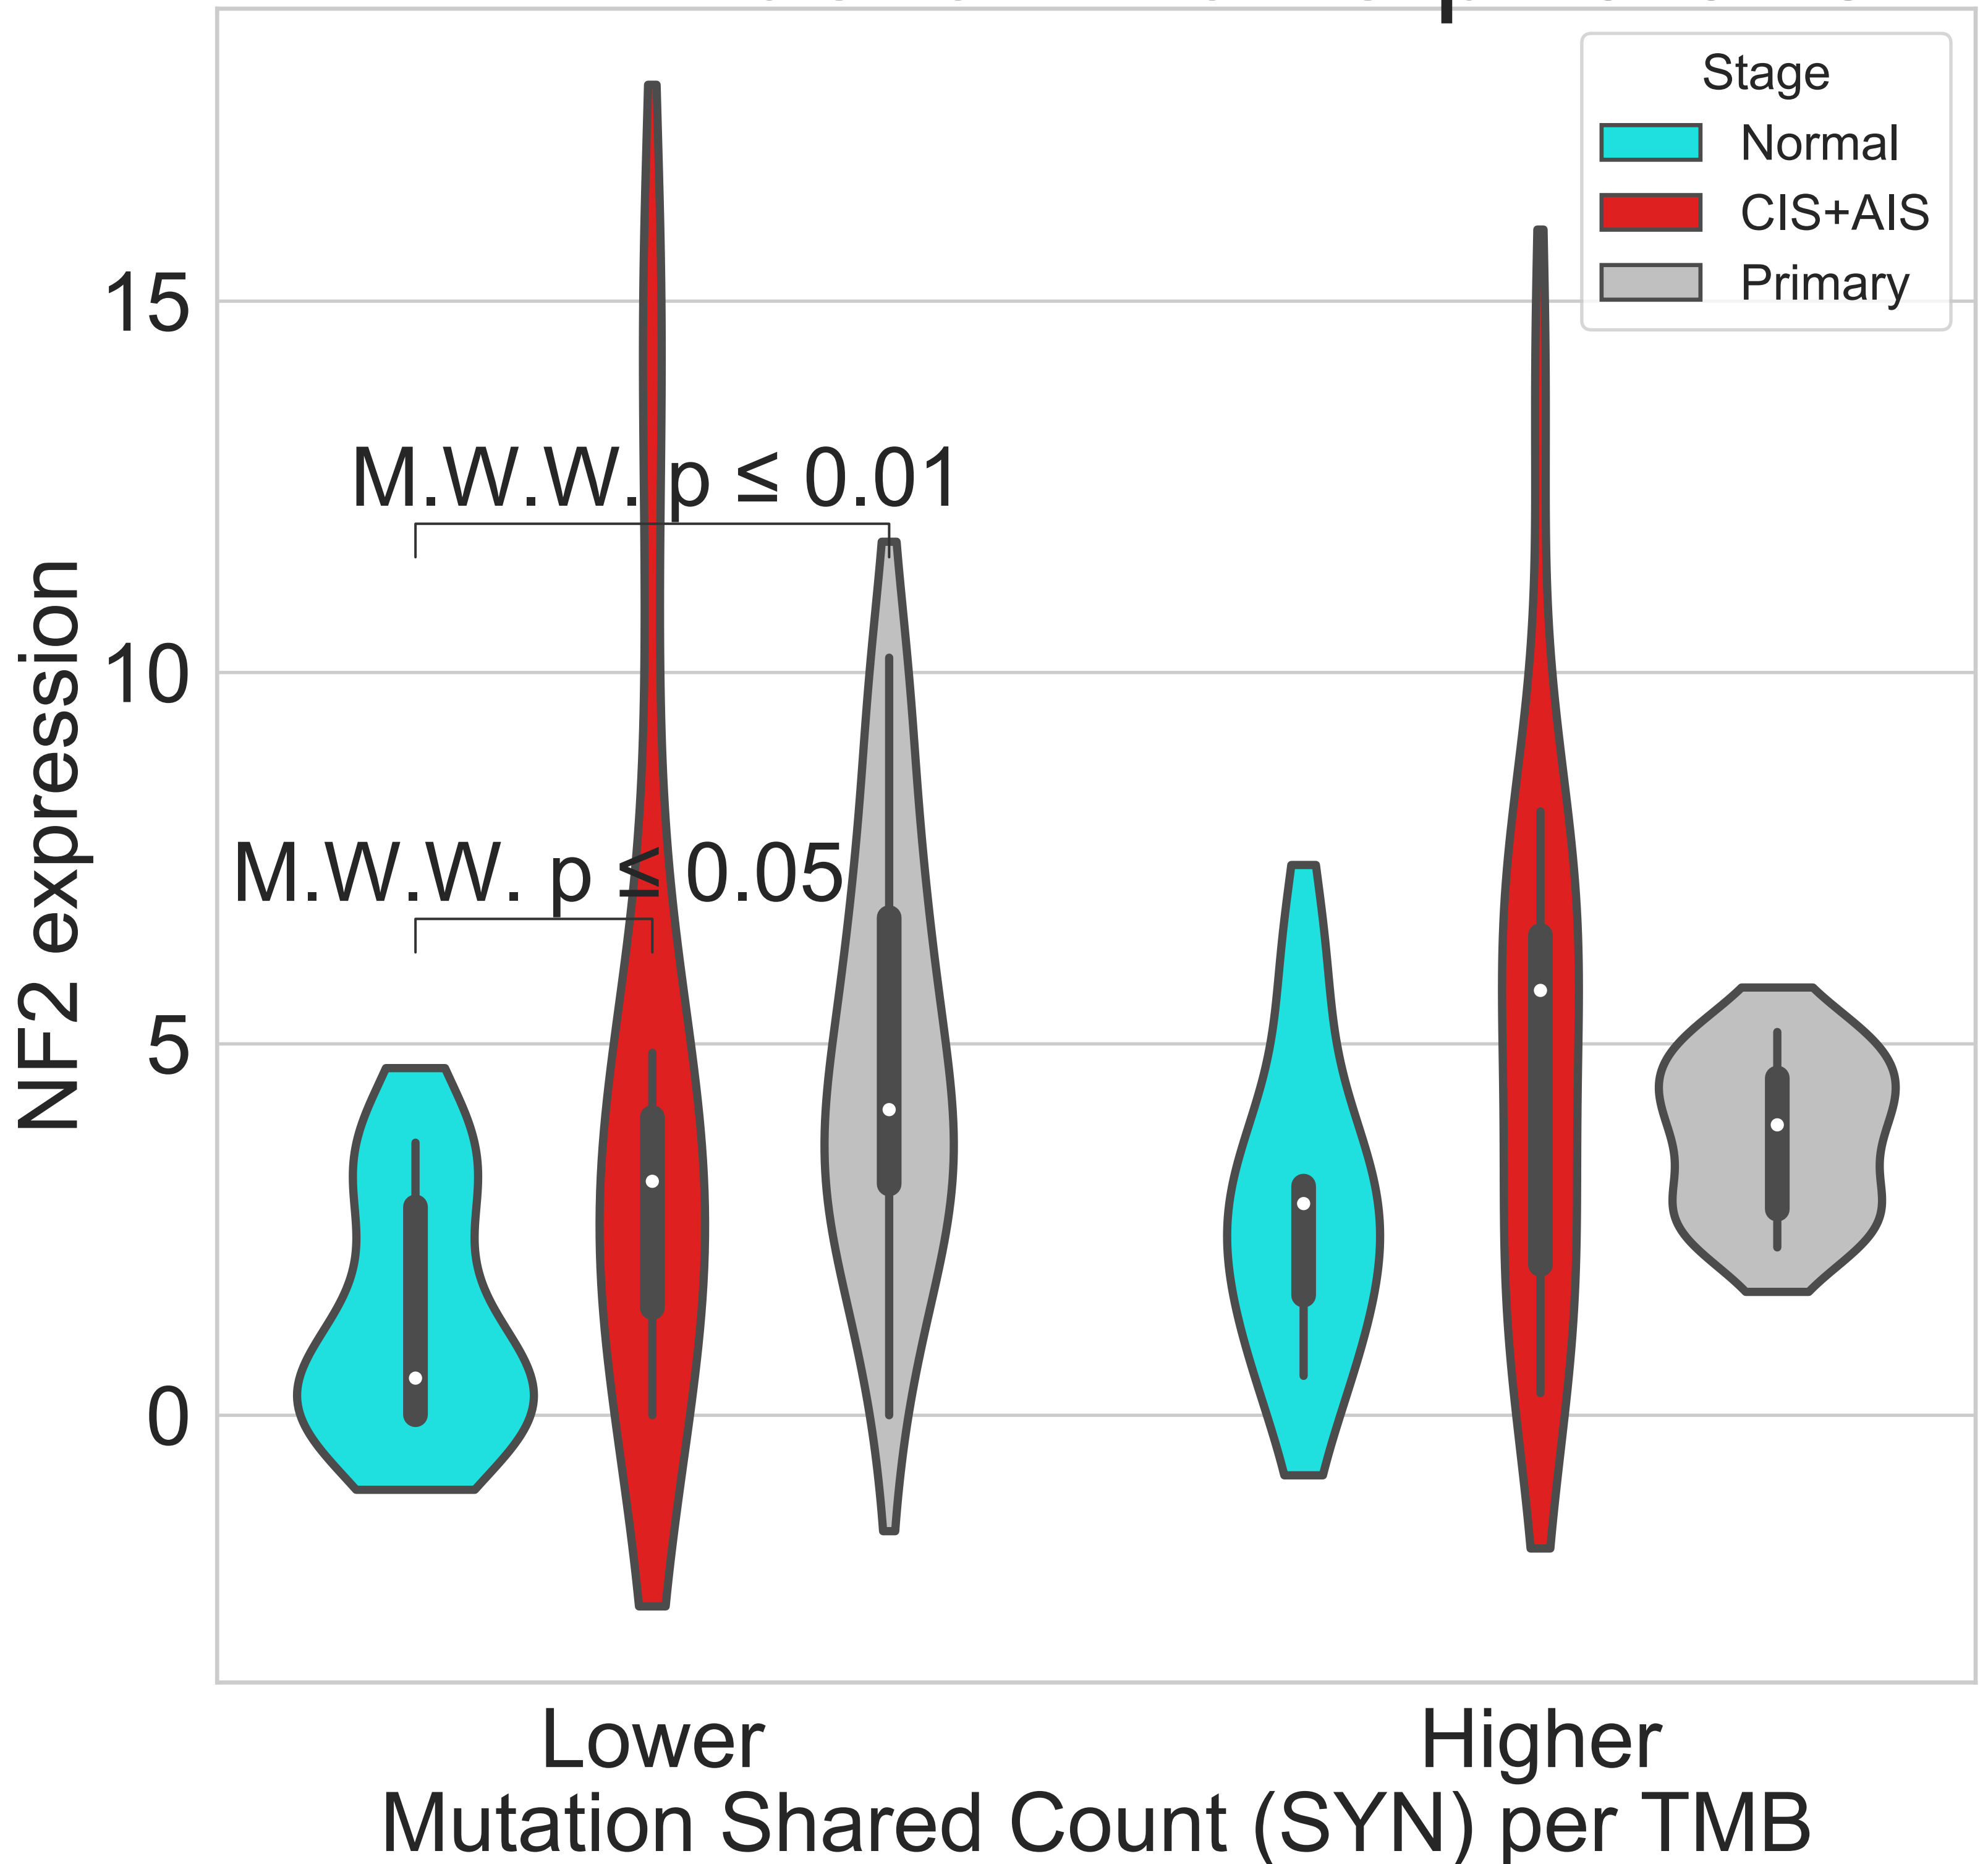 Stage
Normal
CIS+AIS
Primary
15
10
5
0
NF2 expression
M.W.W. p ≤ 0.01
M.W.W. p ≤ 0.05
Lower
Higher
Mutation Shared Count (SYN) per TMB